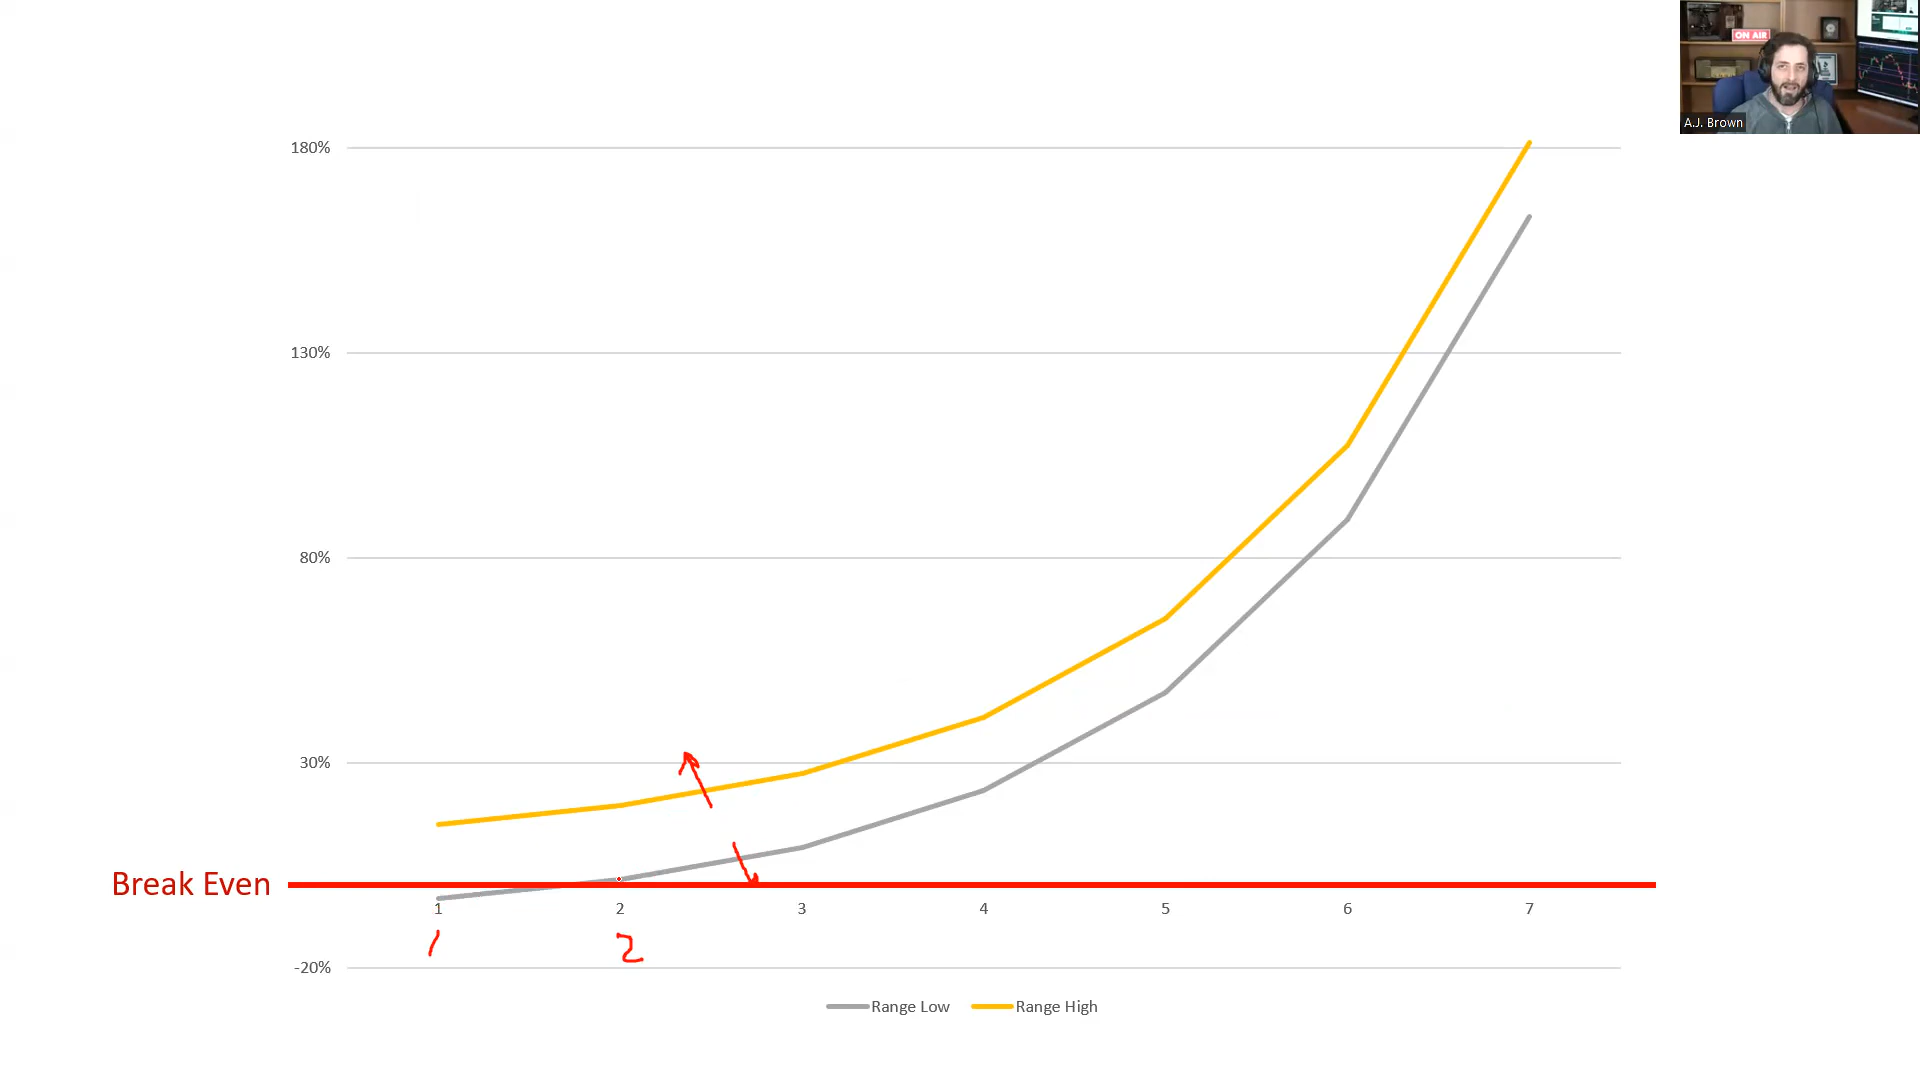 ON AIR
A.J. Brown
180%
130%
80%
30%
Break Even
1 2 3 4 5 6 7
1 2
-20%
Range Low Range High